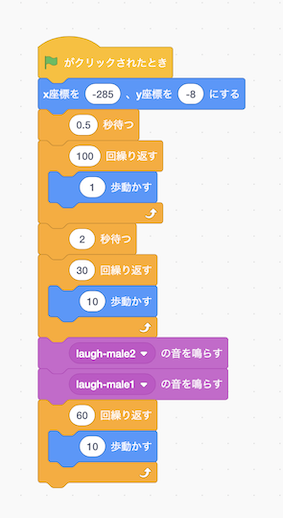 がクリックされたとき
x座標を -285 、y座標を -8 にする
0.5 秒待つ
100 回繰り返す
1 歩動かす
2 秒待つ
30 回繰り返す
10 歩動かす
laugh-male2 の音を鳴らす
laugh-male1 の音を鳴らす
60 回繰り返す
10 歩動かす